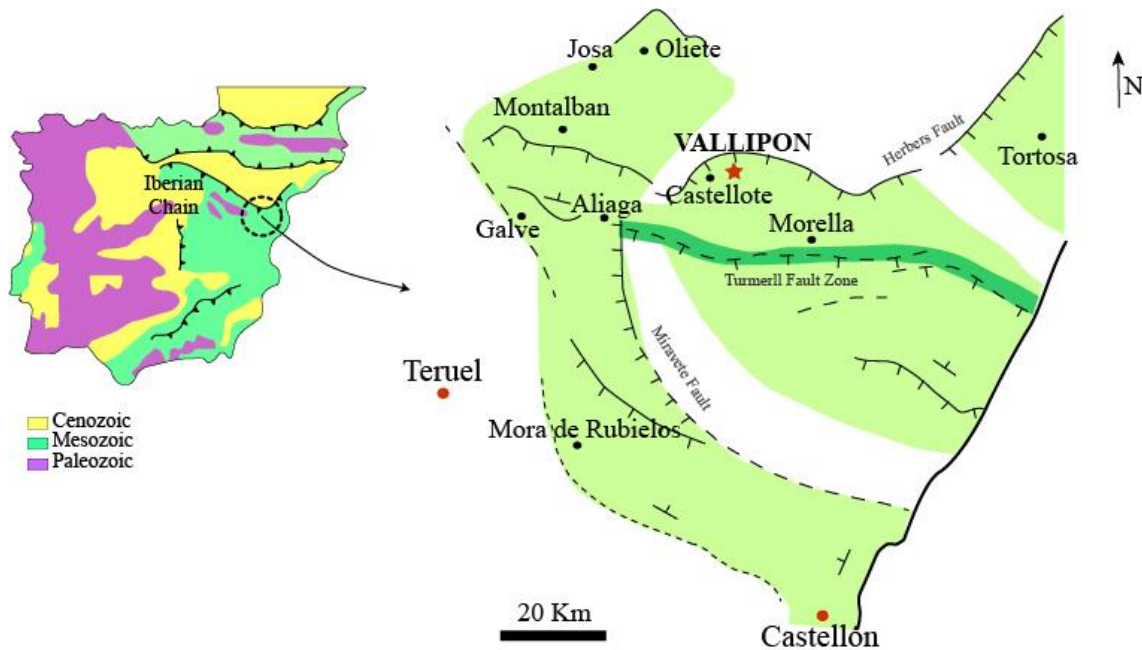 Iberian
Chain
Cenozoic
Mesozoic
Paleozoic
Josa
Oliete
N
Montalban
VALLIPON
Herbers Fault
Tortosa
Castellote
Aliaga
Galve
Morella
Turmerll Fault Zone
Miravete Fault
Teruel
Mora de Rubielos
20 Km
Castellón